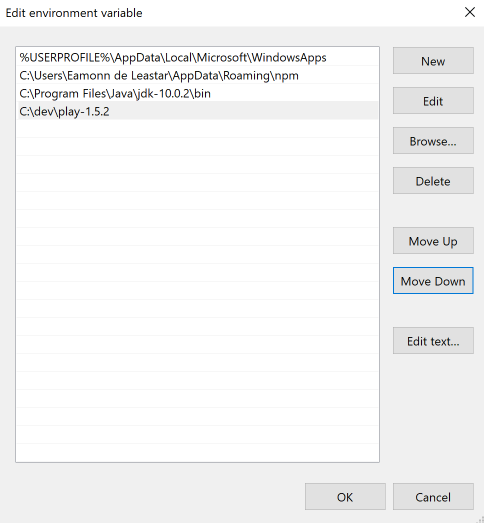 Edit environment variable
%USERPROFILE%\AppData\Local\Microsoft\WindowsApps
C:\Users\Eamonn de Leastar\AppData\Roaming\npm
C:\Program Files\Java\jdk-10.0.2\bin
C:\dev\play-1.5.2
New
Edit
Browse...
Delete
Move Up
Move Down
Edit text...
OK
Cancel